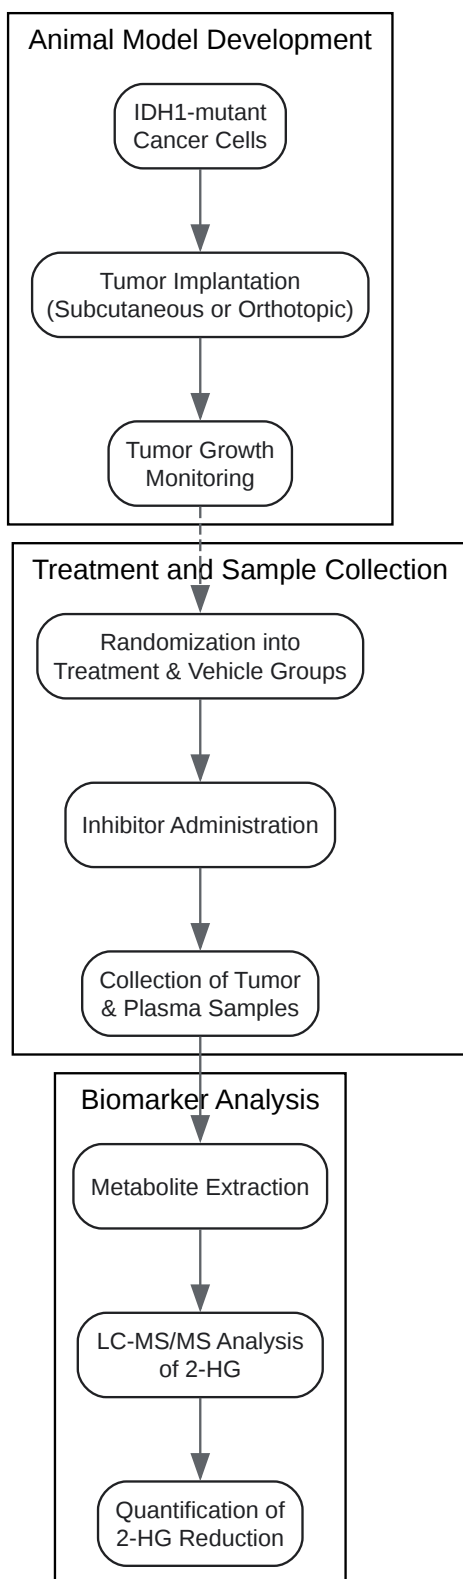 Animal Model Development
IDH1-mutant
Cancer Cells
Tumor Implantation
(Subcutaneous or Orthotopic)
Tumor Growth
Monitoring
Treatment and Sample Collection
Randomization into
Treatment & Vehicle Groups
Inhibitor Administration
Collection of Tumor
& Plasma Samples
Biomarker Analysis
Metabolite Extraction
LC-MS/MS Analysis
of 2-HG
Quantification of
2-HG Reduction